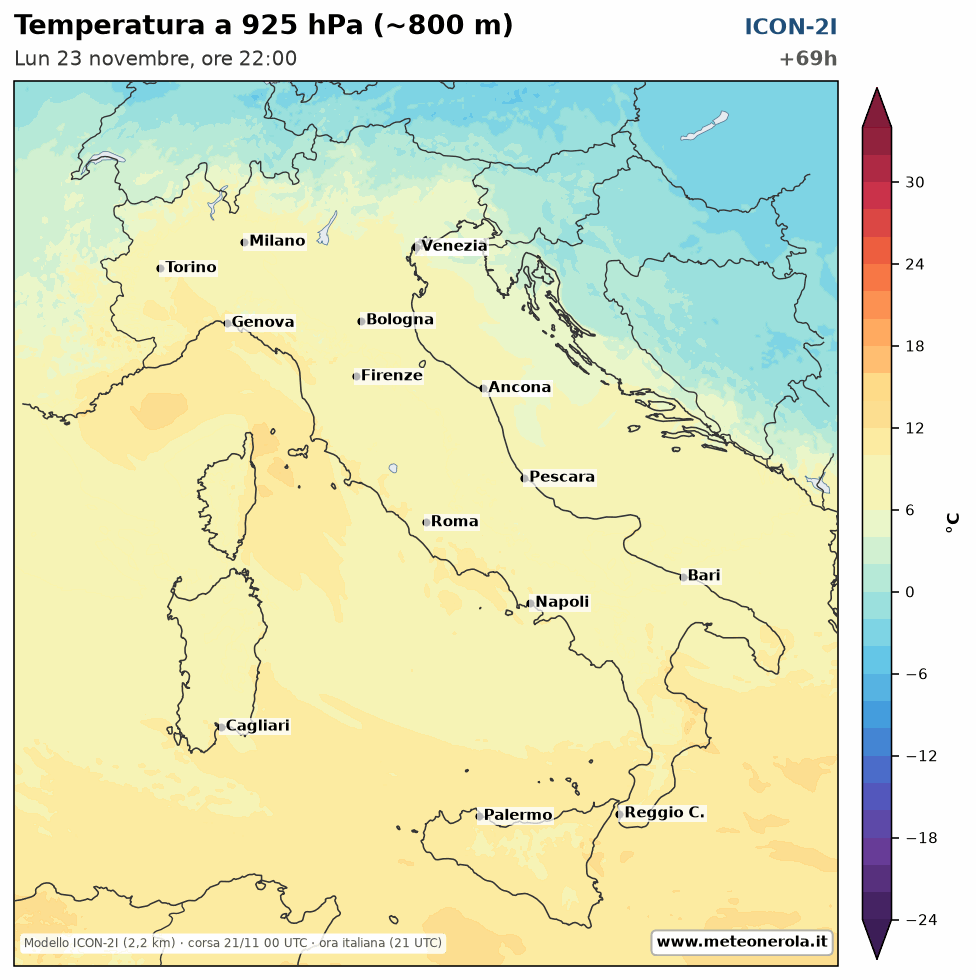 Temperatura a 925 hPa (~800 m)
ICON-2I
Lun 23 novembre, ore 22:00
+69h
Milano
Venezia
Torino
Genova
Bologna
Firenze
Ancona
Pescara
Roma
Bari
Napoli
Cagliari
Palermo
Reggio C.
30
24
18
12
6
0
−6
−12
−18
−24
°C
Modello ICON-2I (2,2 km) · corsa 21/11 00 UTC · ora italiana (21 UTC)
www.meteonerola.it